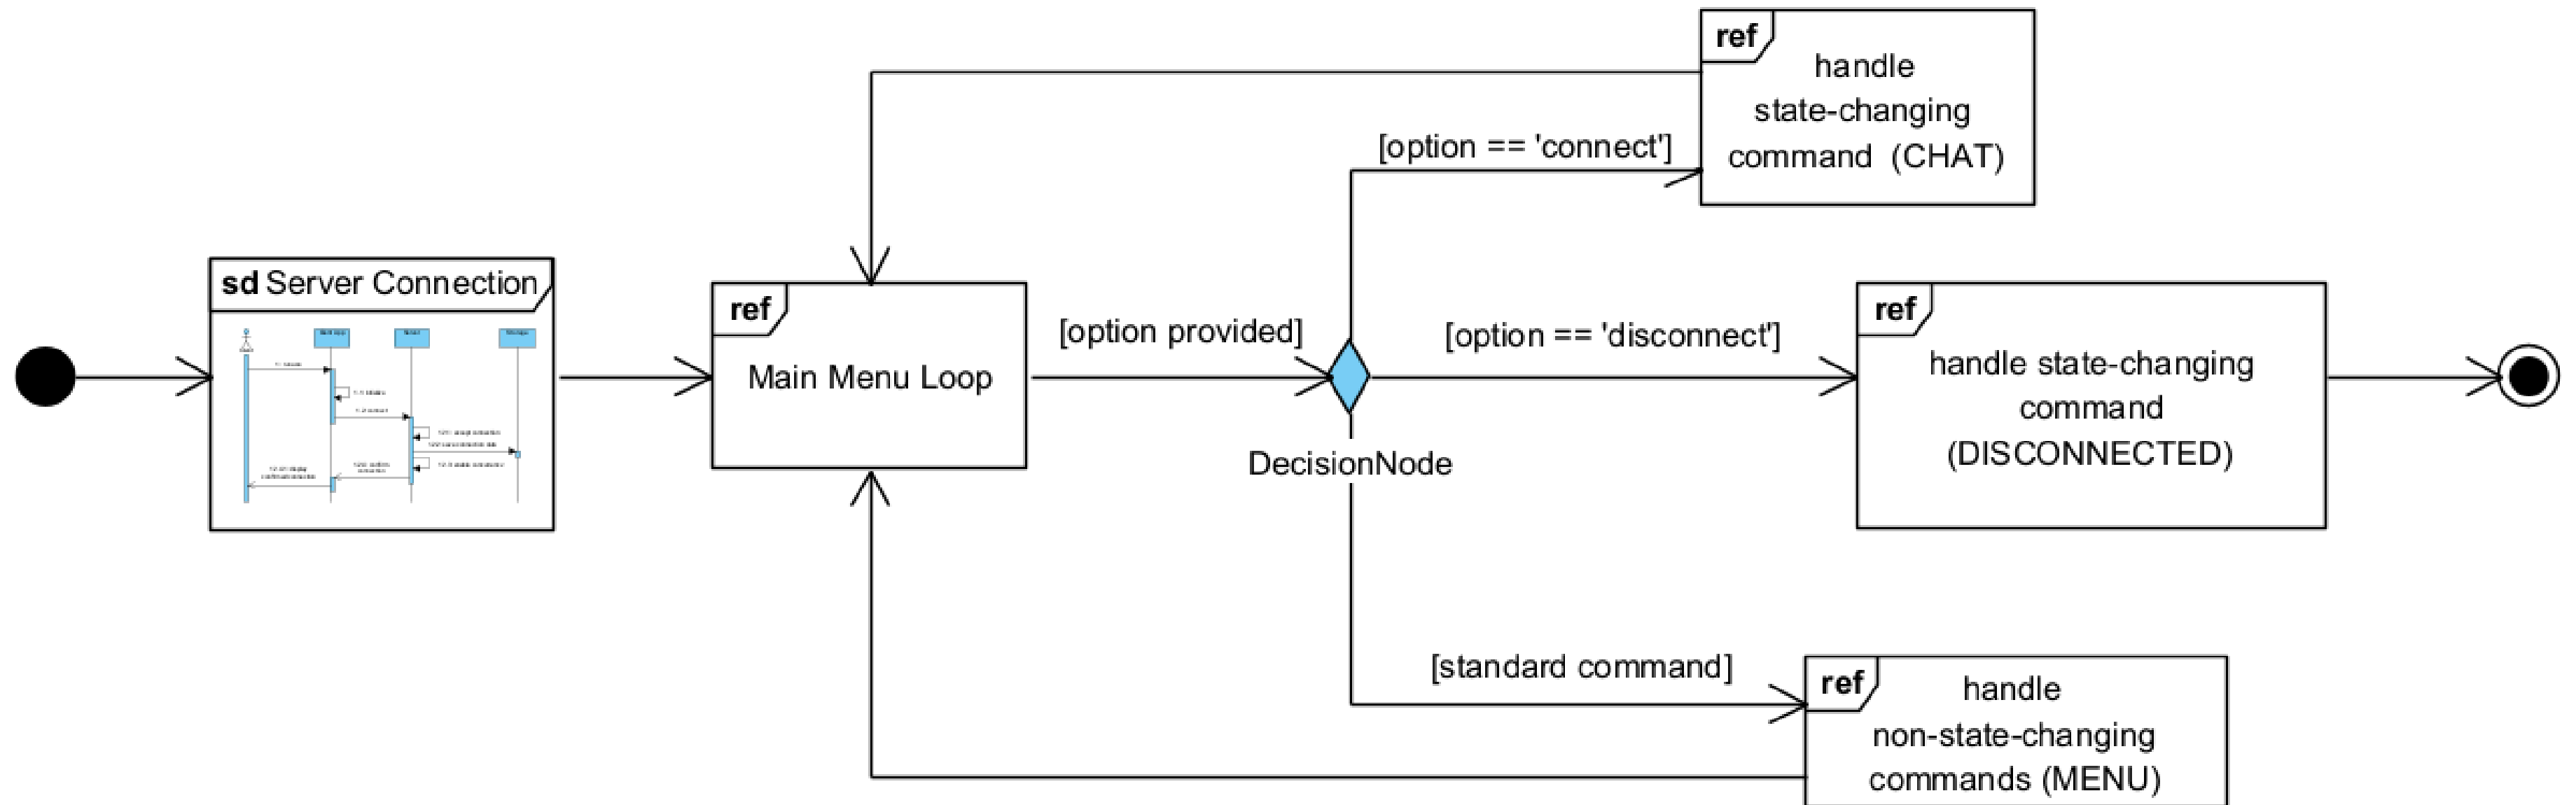 ref
handle
state-changing
command (CHAT)
[option == 'connect']
sd Server Connection
ref
Main Menu Loop
[option provided]
[option == 'disconnect']
DecisionNode
ref
handle state-changing
command
(DISCONNECTED)
[standard command]
ref
handle
non-state-changing
commands (MENU)